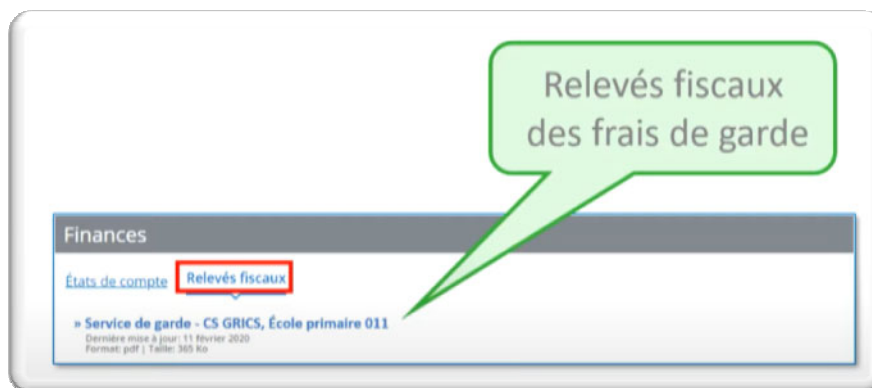 Relevés fiscaux
des frais de garde
Finances
États de compte Relevés fiscaux
» Service de garde - CS GRICS, École primaire 011
Dernière mise à jour: 11 février 2020
Format: pdf | Taille: 365 Ko